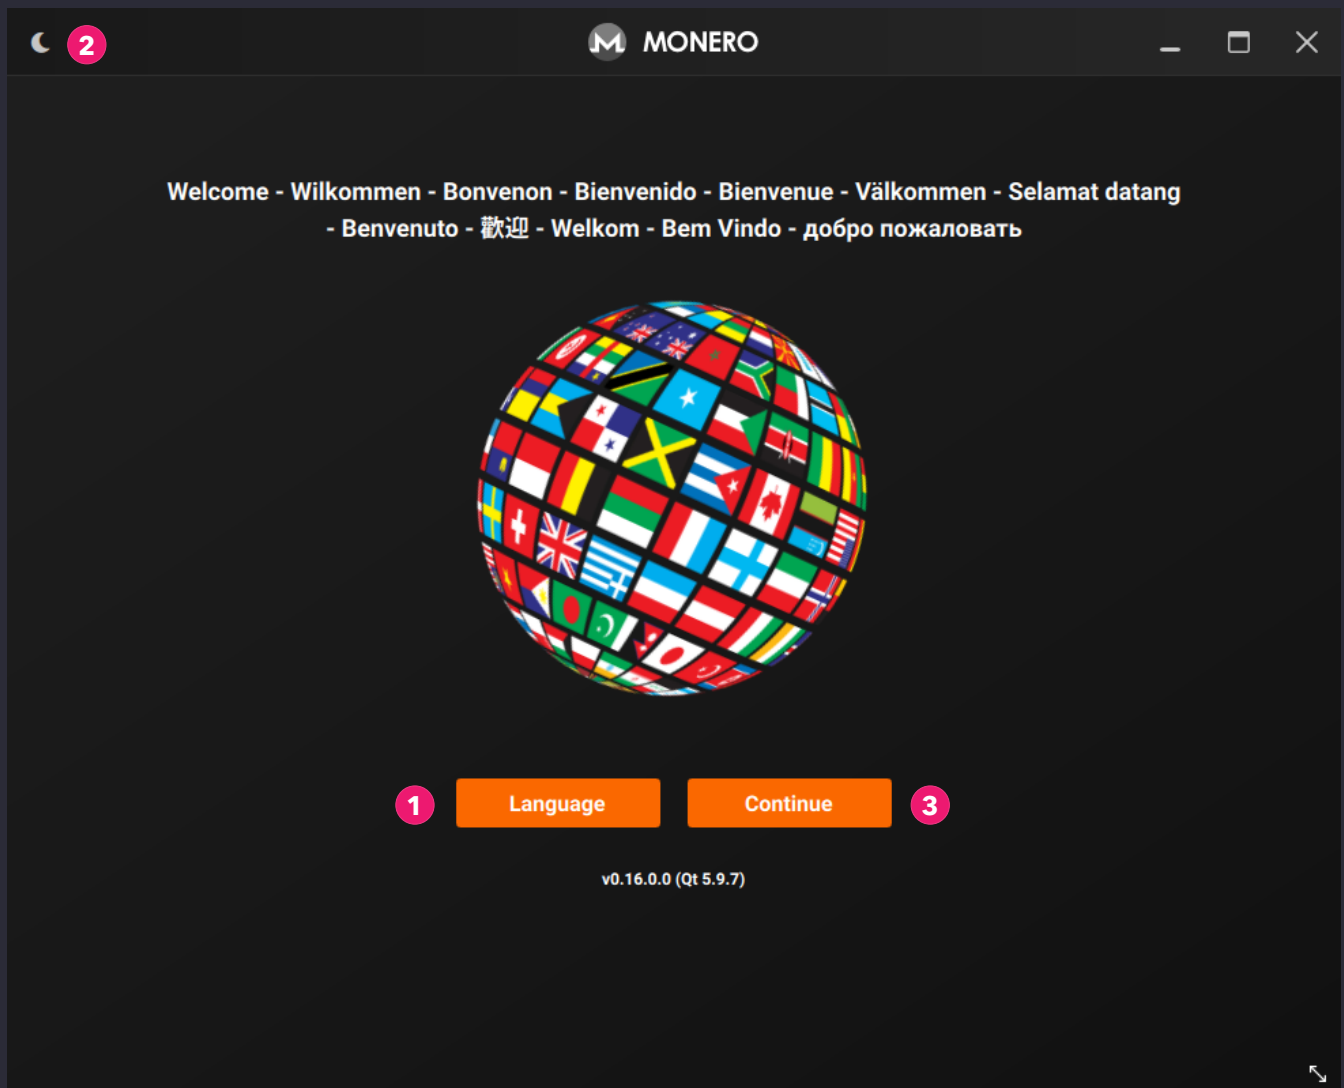 2
MONERO
Welcome - Wilkommen - Bonvenon - Bienvenido - Bienvenue - Välkommen - Selamat datang
- Benvenuto - 歡迎 - Welkom - Bem Vindo - добро пожаловать
1 Language Continue 3
v0.16.0.0 (Qt 5.9.7)